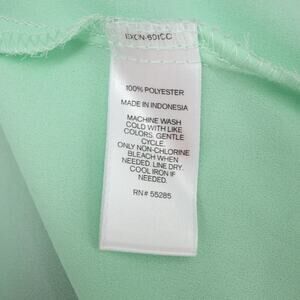 100% POLYESTER
MADE IN INDONESIA
MACHINE WASH
COLD WITH LIKE
COLORS. GENTLE
CYCLE.
ONLY NON-CHLORINE
BLEACH WHEN
NEEDED. LINE DRY.
COOL IRON IF
NEEDED.
RN# 55285